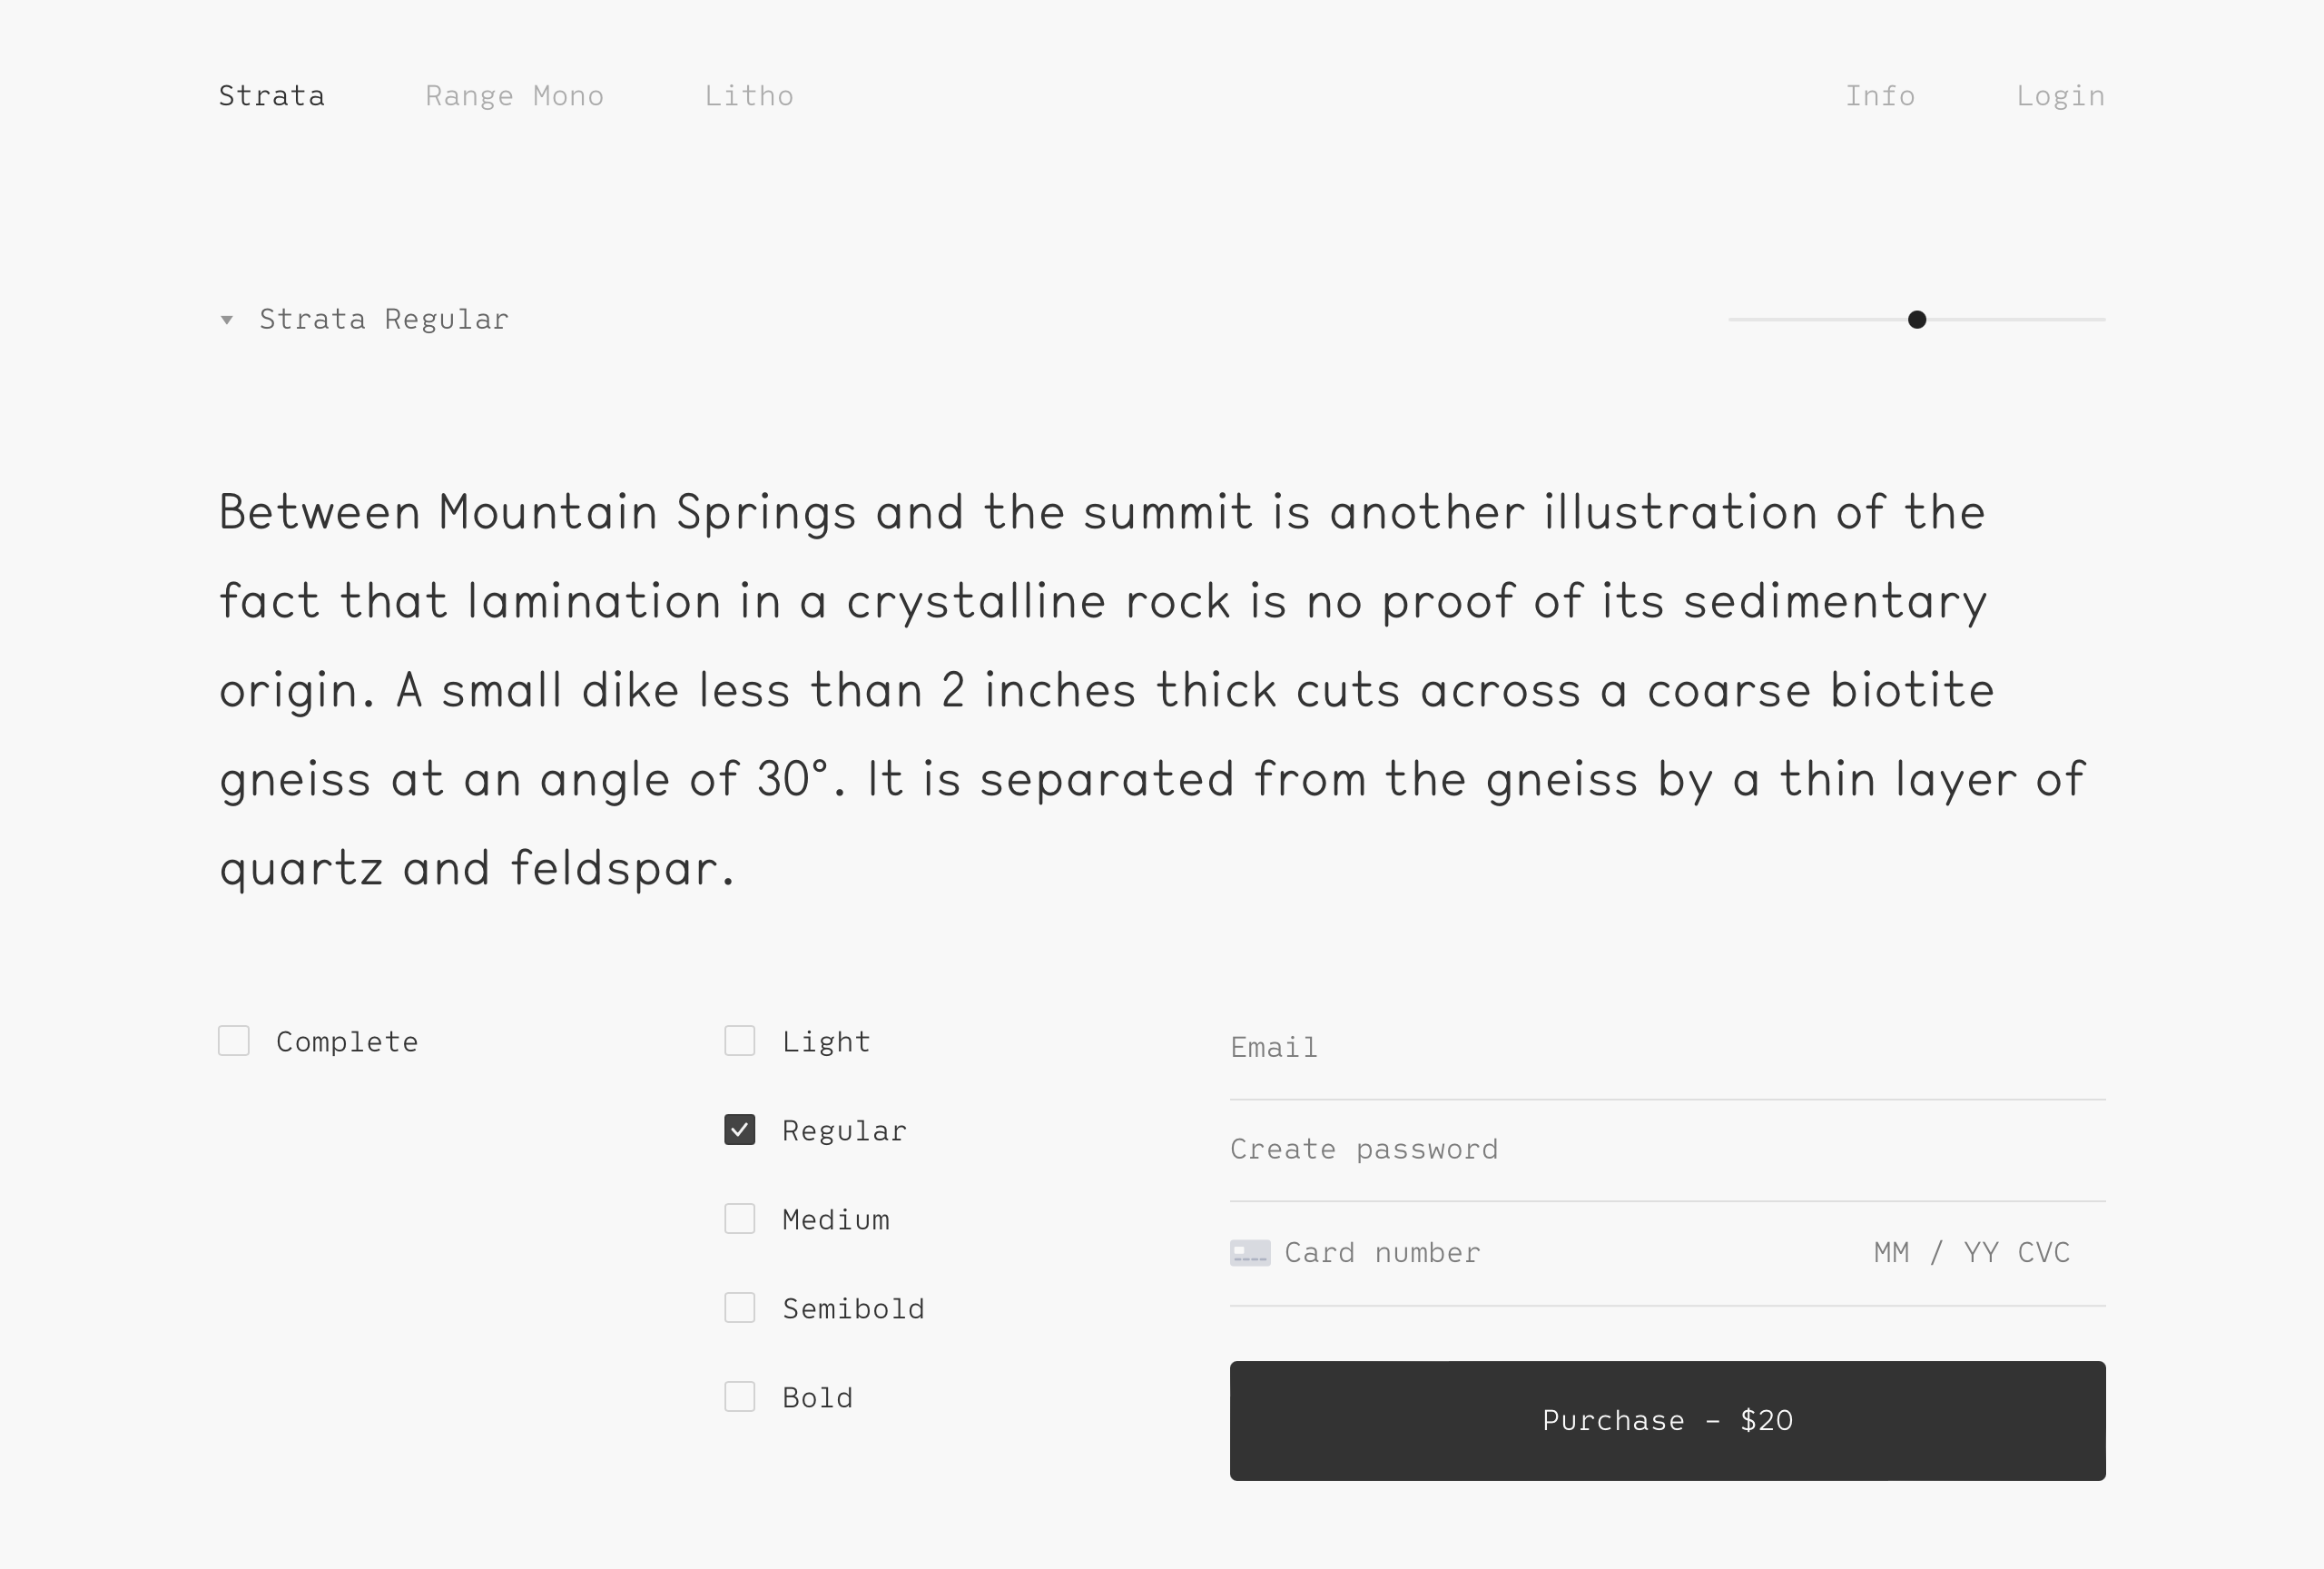 Strata Range Mono Litho Info Login
Strata Regular
Between Mountain Springs and the summit is another illustration of the
fact that lamination in a crystalline rock is no proof of its sedimentary
origin. A small dike less than 2 inches thick cuts across a coarse biotite
gneiss at an angle of 30°. It is separated from the gneiss by a thin layer of
quartz and feldspar.
Complete
Light
Regular
Medium
Semibold
Bold
Email
Create password
Card number MM / YY CVC
Purchase – $20